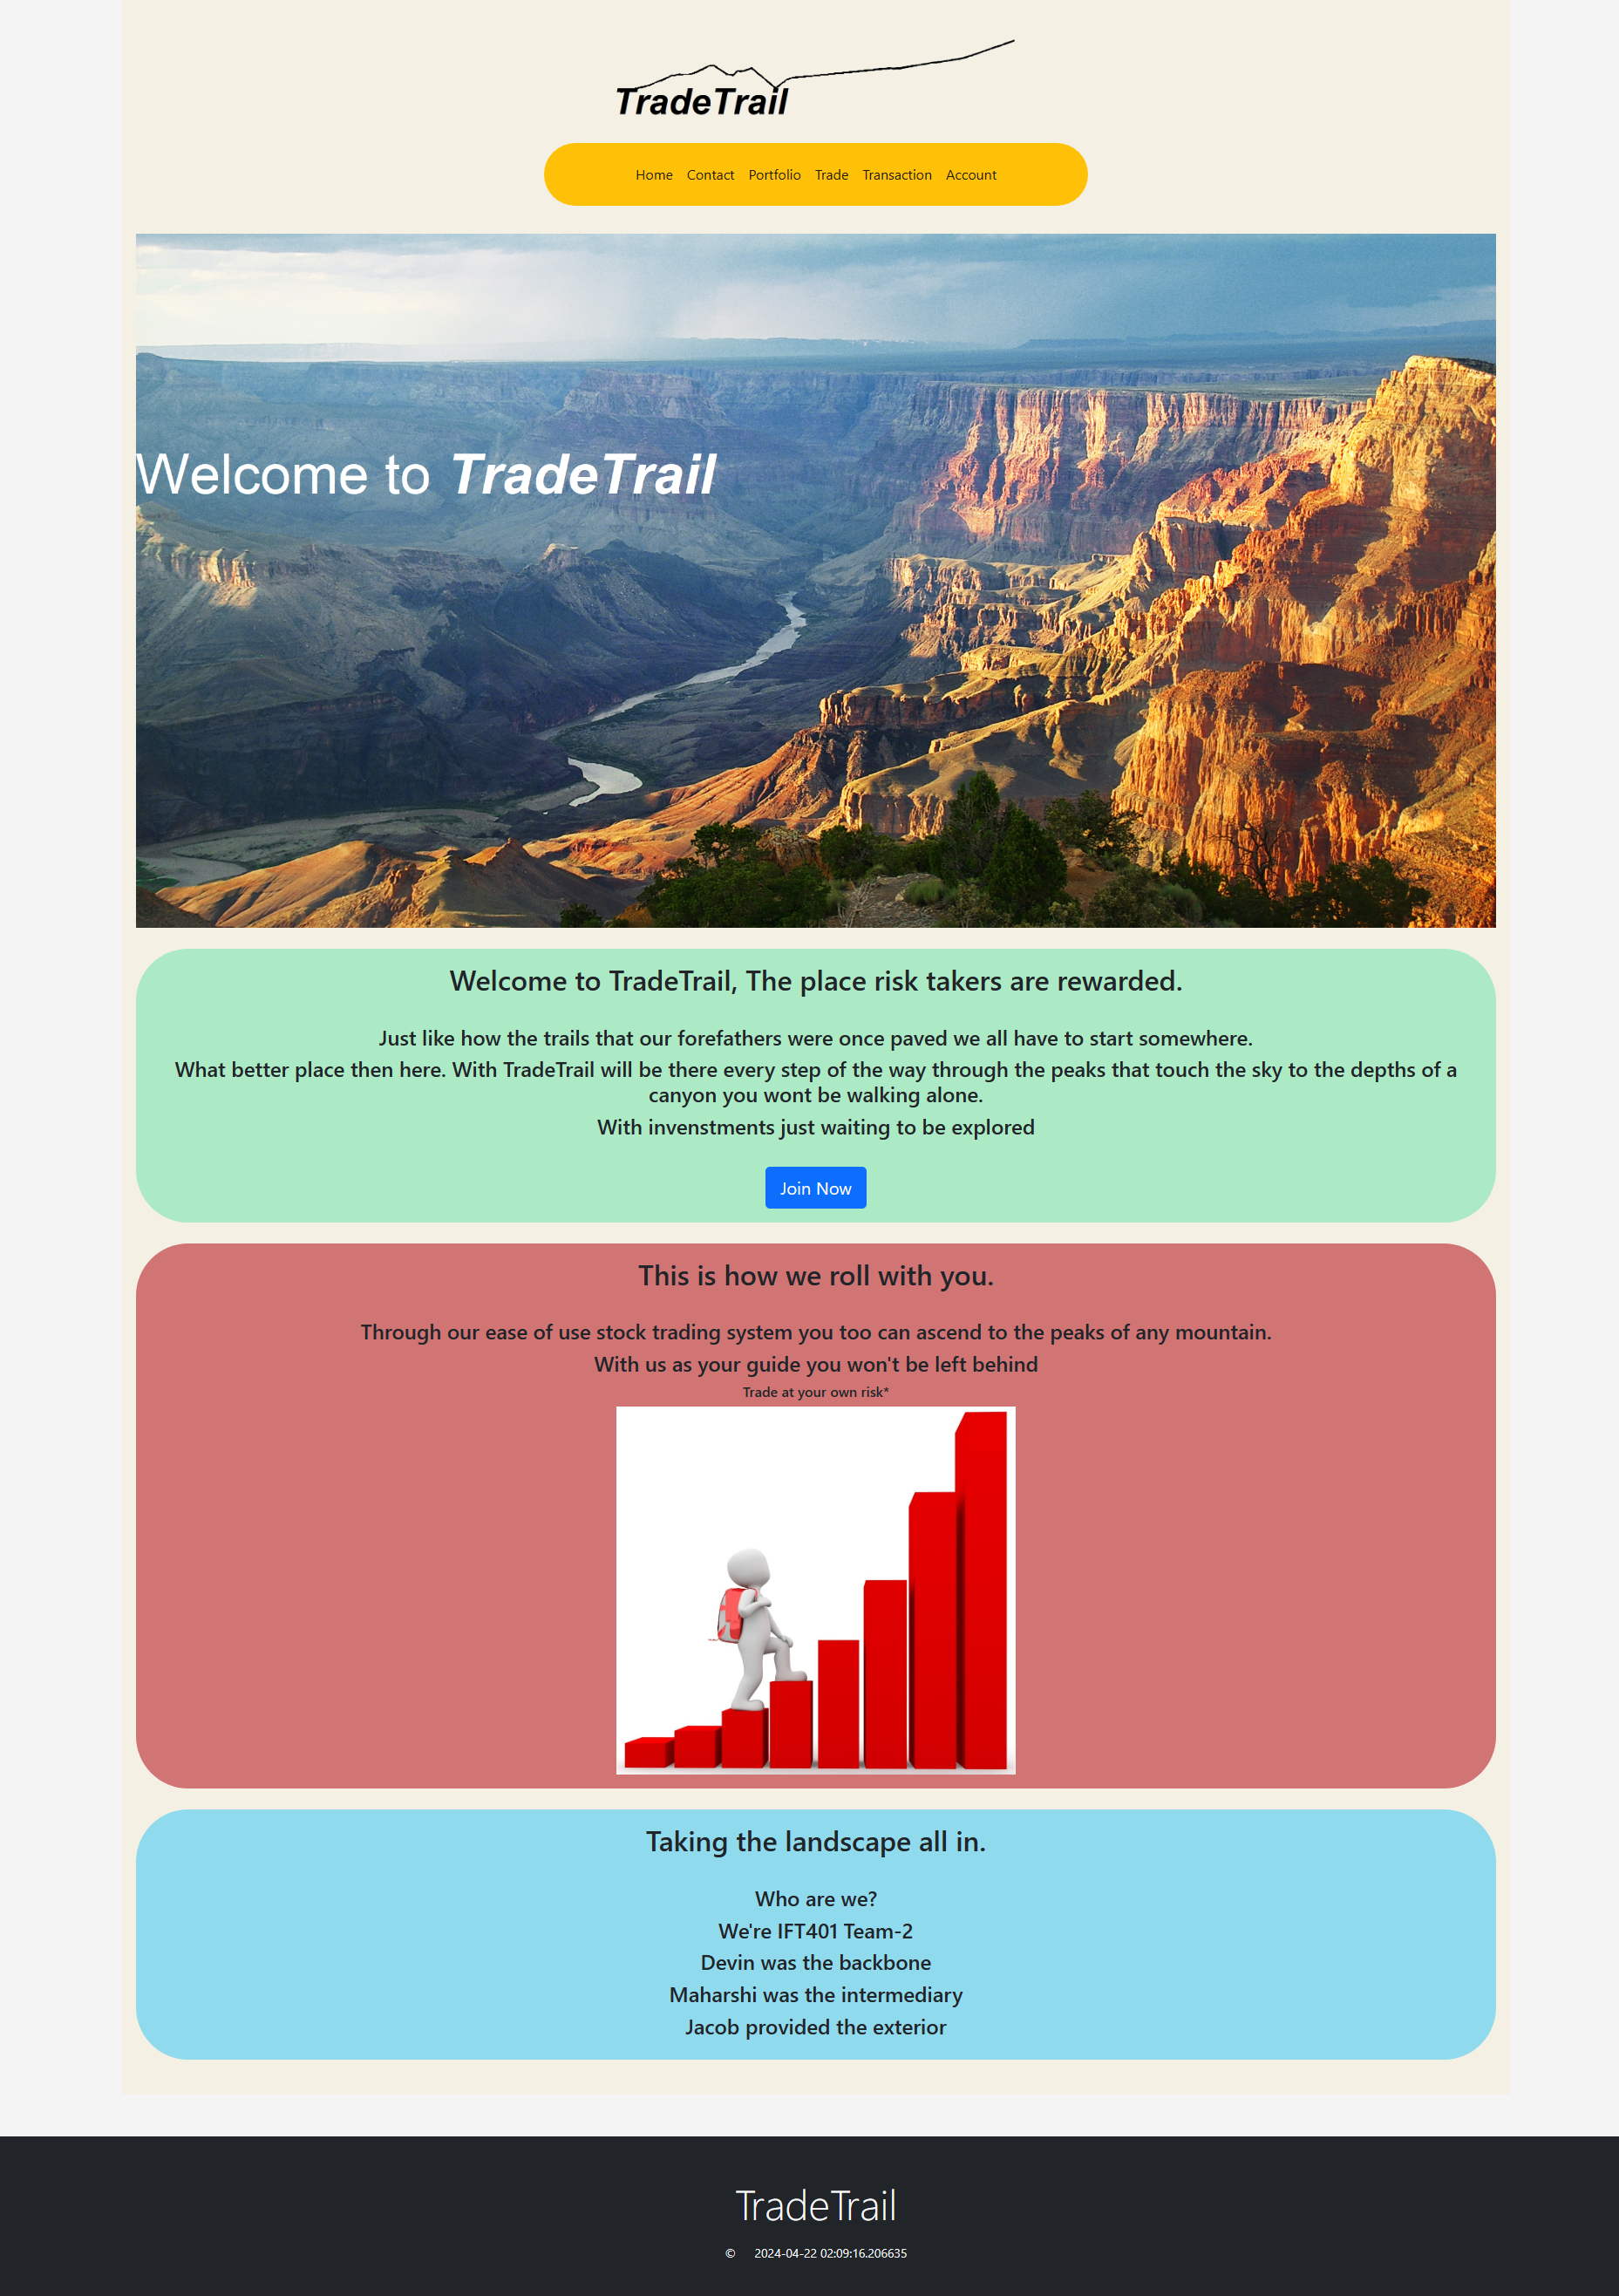 TradeTrail
Home Contact Portfolio Trade Transaction Account
Welcome to TradeTrail
Welcome to TradeTrail, The place risk takers are rewarded.
Just like how the trails that our forefathers were once paved we all have to start somewhere.
What better place then here. With TradeTrail will be there every step of the way through the peaks that touch the sky to the depths of a
canyon you wont be walking alone.
With invenstments just waiting to be explored
Join Now
This is how we roll with you.
Through our ease of use stock trading system you too can ascend to the peaks of any mountain.
With us as your guide you won't be left behind
Trade at your own risk*
Taking the landscape all in.
Who are we?
We're IFT401 Team-2
Devin was the backbone
Maharshi was the intermediary
Jacob provided the exterior
TradeTrail
© 2024-04-22 02:09:16.206635